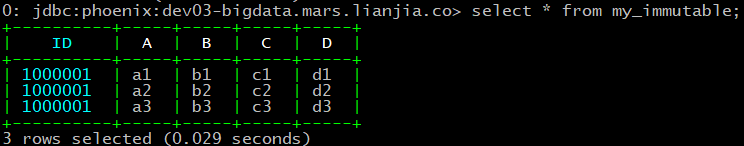 0: jdbc:phoenix:dev03-bigdata.mars.lianjia.co> select * from my_immutable;
+----------+-----+-----+-----+-----+
|    ID    |  A  |  B  |  C  |  D  |
+----------+-----+-----+-----+-----+
| 1000001  | a1  | b1  | c1  | d1  |
| 1000001  | a2  | b2  | c2  | d2  |
| 1000001  | a3  | b3  | c3  | d3  |
+----------+-----+-----+-----+-----+
3 rows selected (0.029 seconds)